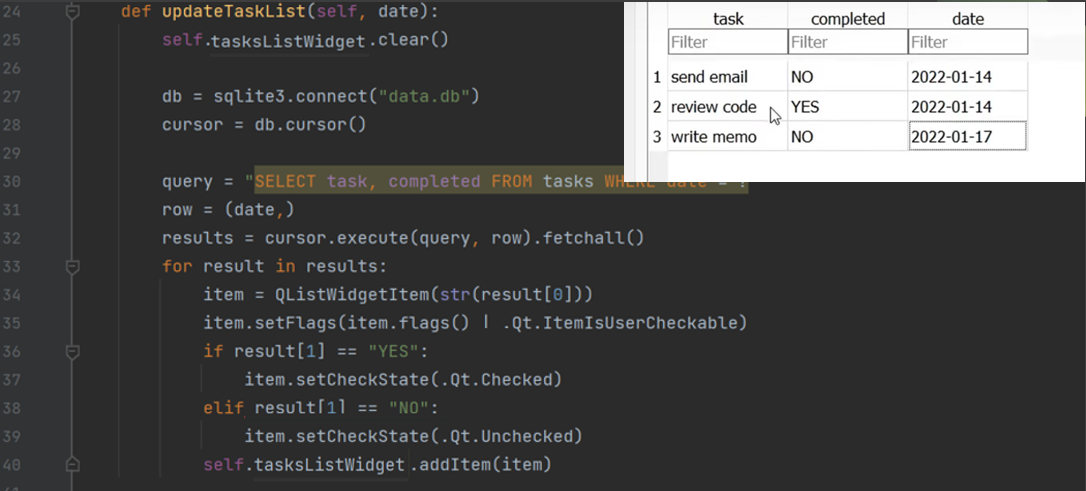 24 def updateTaskList(self, date):
25 self.tasksListWidget.clear()
26
27 db = sqlite3.connect("data.db")
28 cursor = db.cursor()
29
30 query = "SELECT task, completed FROM tasks WHERE date = ?
31 row = (date,)
32 results = cursor.execute(query, row).fetchall()
33 for result in results:
34 item = QListWidgetItem(str(result[0]))
35 item.setFlags(item.flags() | .Qt.ItemIsUserCheckable)
36 if result[1] == "YES":
37 item.setCheckState(.Qt.Checked)
38 elif result[1] == "NO":
39 item.setCheckState(.Qt.Unchecked)
40 self.tasksListWidget.addItem(item)
task completed date
Filter Filter Filter
1 send email NO 2022-01-14
2 review code YES 2022-01-14
3 write memo NO 2022-01-17